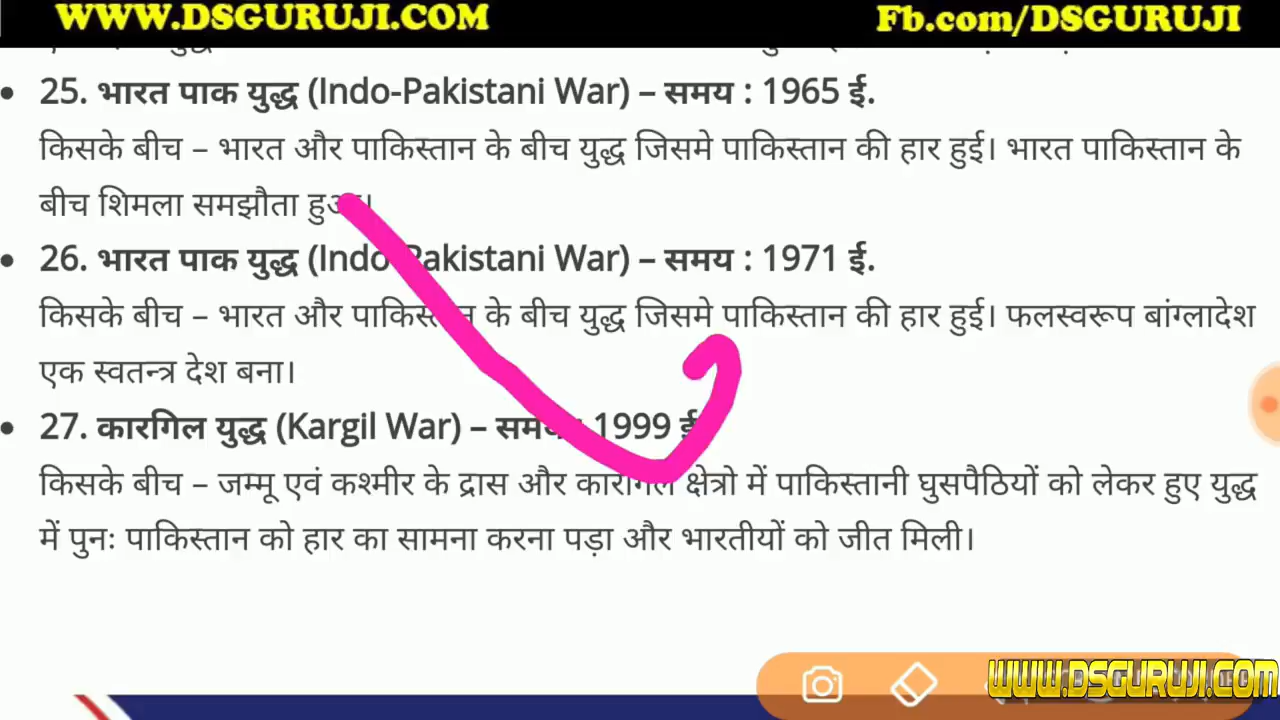 WWW.DSGURUJI.COM Fb.com/DSGURUJI
25. भारत पाक युद्ध (Indo-Pakistani War) – समय : 1965 ई.
किसके बीच – भारत और पाकिस्तान के बीच युद्ध जिसमे पाकिस्तान की हार हुई। भारत पाकिस्तान के
बीच शिमला समझौता हुआ।
26. भारत पाक युद्ध (Indo-Pakistani War) – समय : 1971 ई.
किसके बीच – भारत और पाकिस्तान के बीच युद्ध जिसमे पाकिस्तान की हार हुई। फलस्वरूप बांग्लादेश
एक स्वतन्त्र देश बना।
27. कारगिल युद्ध (Kargil War) – समय : 1999 ई
किसके बीच – जम्मू एवं कश्मीर के द्रास और कारगिल क्षेत्रो में पाकिस्तानी घुसपैठियों को लेकर हुए युद्ध
में पुनः पाकिस्तान को हार का सामना करना पड़ा और भारतीयों को जीत मिली।
WWW.DSGURUJI.COM